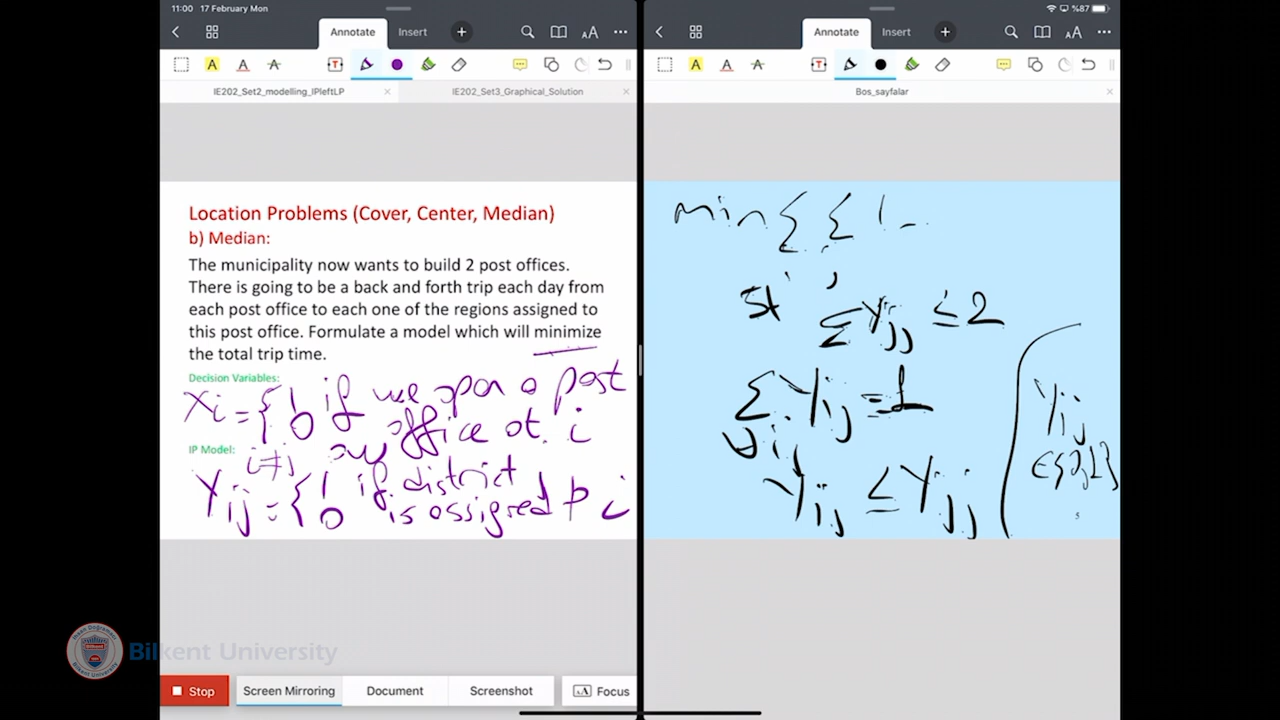 11:00 17 February Mon
%87
Annotate
Insert
Annotate
Insert
IE202_Set2_modelling_IPleftLP
IE202_Set3_Graphical_Solution
Bos_sayfalar
Location Problems (Cover, Center, Median)
b) Median:
The municipality now wants to build 2 post offices.
There is going to be a back and forth trip each day from
each post office to each one of the regions assigned to
this post office. Formulate a model which will minimize
the total trip time.
Decision Variables:
Xi = { 1 if we open a post
0 office at i
IP Model:
Yij = { 1 if district
0 is assigned to i
min Σ Σ
st Σ Yjj ≤ 2
Σ Yij = 1
Yij ≤ Yjj
Yij
∈{0,1}
5
Bilkent University
Stop
Screen Mirroring
Document
Screenshot
Focus